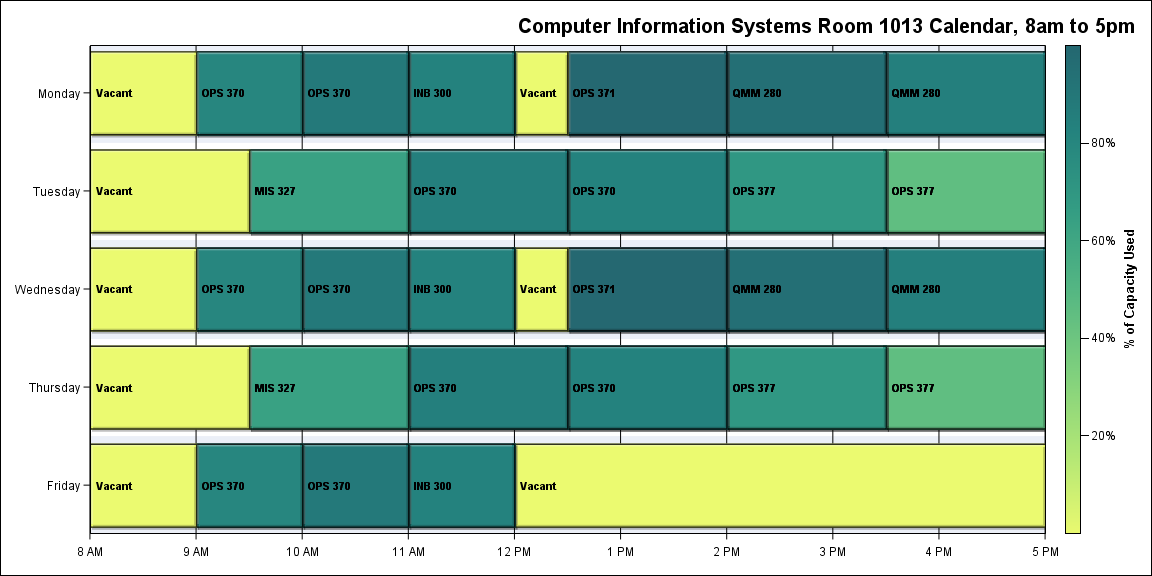 Computer Information Systems Room 1013 Calendar, 8am to 5pm
Monday
Vacant
OPS 370
OPS 370
INB 300
Vacant
OPS 371
QMM 280
QMM 280
Tuesday
Vacant
MIS 327
OPS 370
OPS 370
OPS 377
OPS 377
Wednesday
Vacant
OPS 370
OPS 370
INB 300
Vacant
OPS 371
QMM 280
QMM 280
Thursday
Vacant
MIS 327
OPS 370
OPS 370
OPS 377
OPS 377
Friday
Vacant
OPS 370
OPS 370
INB 300
Vacant
8 AM
9 AM
10 AM
11 AM
12 PM
1 PM
2 PM
3 PM
4 PM
5 PM
80%
60%
40%
20%
% of Capacity Used